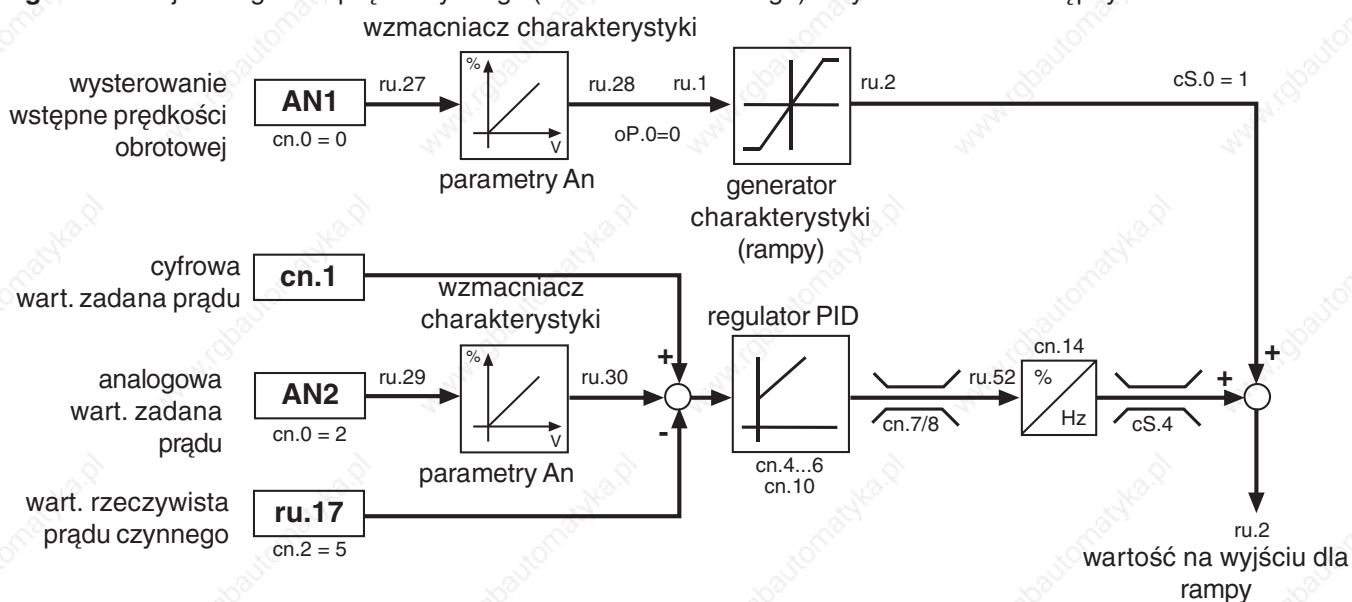 wzmacniacz charakterystyki
wysterowanie
wstępne prędkości
obrotowej
AN1
cn.0 = 0
ru.27
%
V
parametry An
ru.28
ru.1
oP.0=0
generator
charakterystyki
(rampy)
ru.2
cS.0 = 1
cyfrowa
wart. zadana prądu
cn.1
wzmacniacz
charakterystyki
analogowa
wart. zadana
prądu
AN2
cn.0 = 2
ru.29
%
V
parametry An
ru.30
+
-
wart. rzeczywista
prądu czynnego
ru.17
cn.2 = 5
regulator PID
cn.4...6
cn.10
cn.7/8
ru.52
cn.14
%
Hz
cS.4
+
+
ru.2
wartość na wyjściu dla
rampy
www.rgbautomatyka.pl